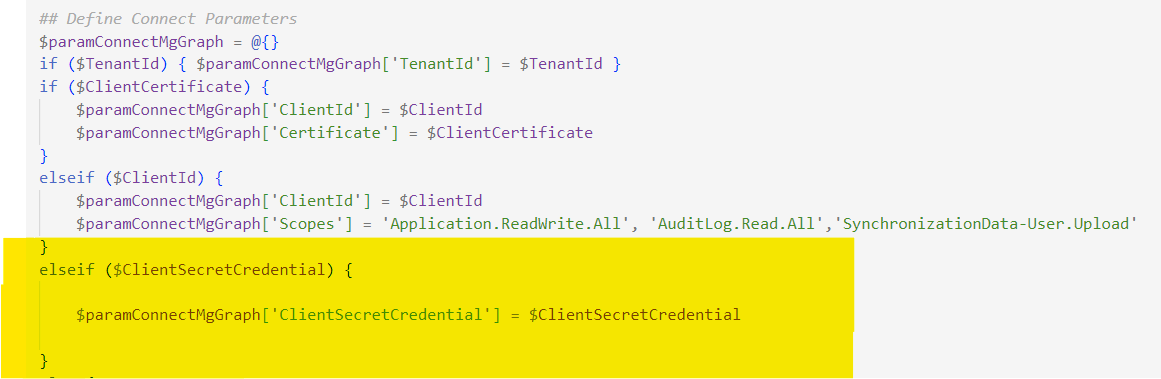 ## Define Connect Parameters
$paramConnectMgGraph = @{}
if ($TenantId) { $paramConnectMgGraph['TenantId'] = $TenantId }
if ($ClientCertificate) {
$paramConnectMgGraph['ClientId'] = $ClientId
$paramConnectMgGraph['Certificate'] = $ClientCertificate
}
elseif ($ClientId) {
$paramConnectMgGraph['ClientId'] = $ClientId
$paramConnectMgGraph['Scopes'] = 'Application.ReadWrite.All', 'AuditLog.Read.All','SynchronizationData-User.Upload'
}
elseif ($ClientSecretCredential) {
$paramConnectMgGraph['ClientSecretCredential'] = $ClientSecretCredential
}